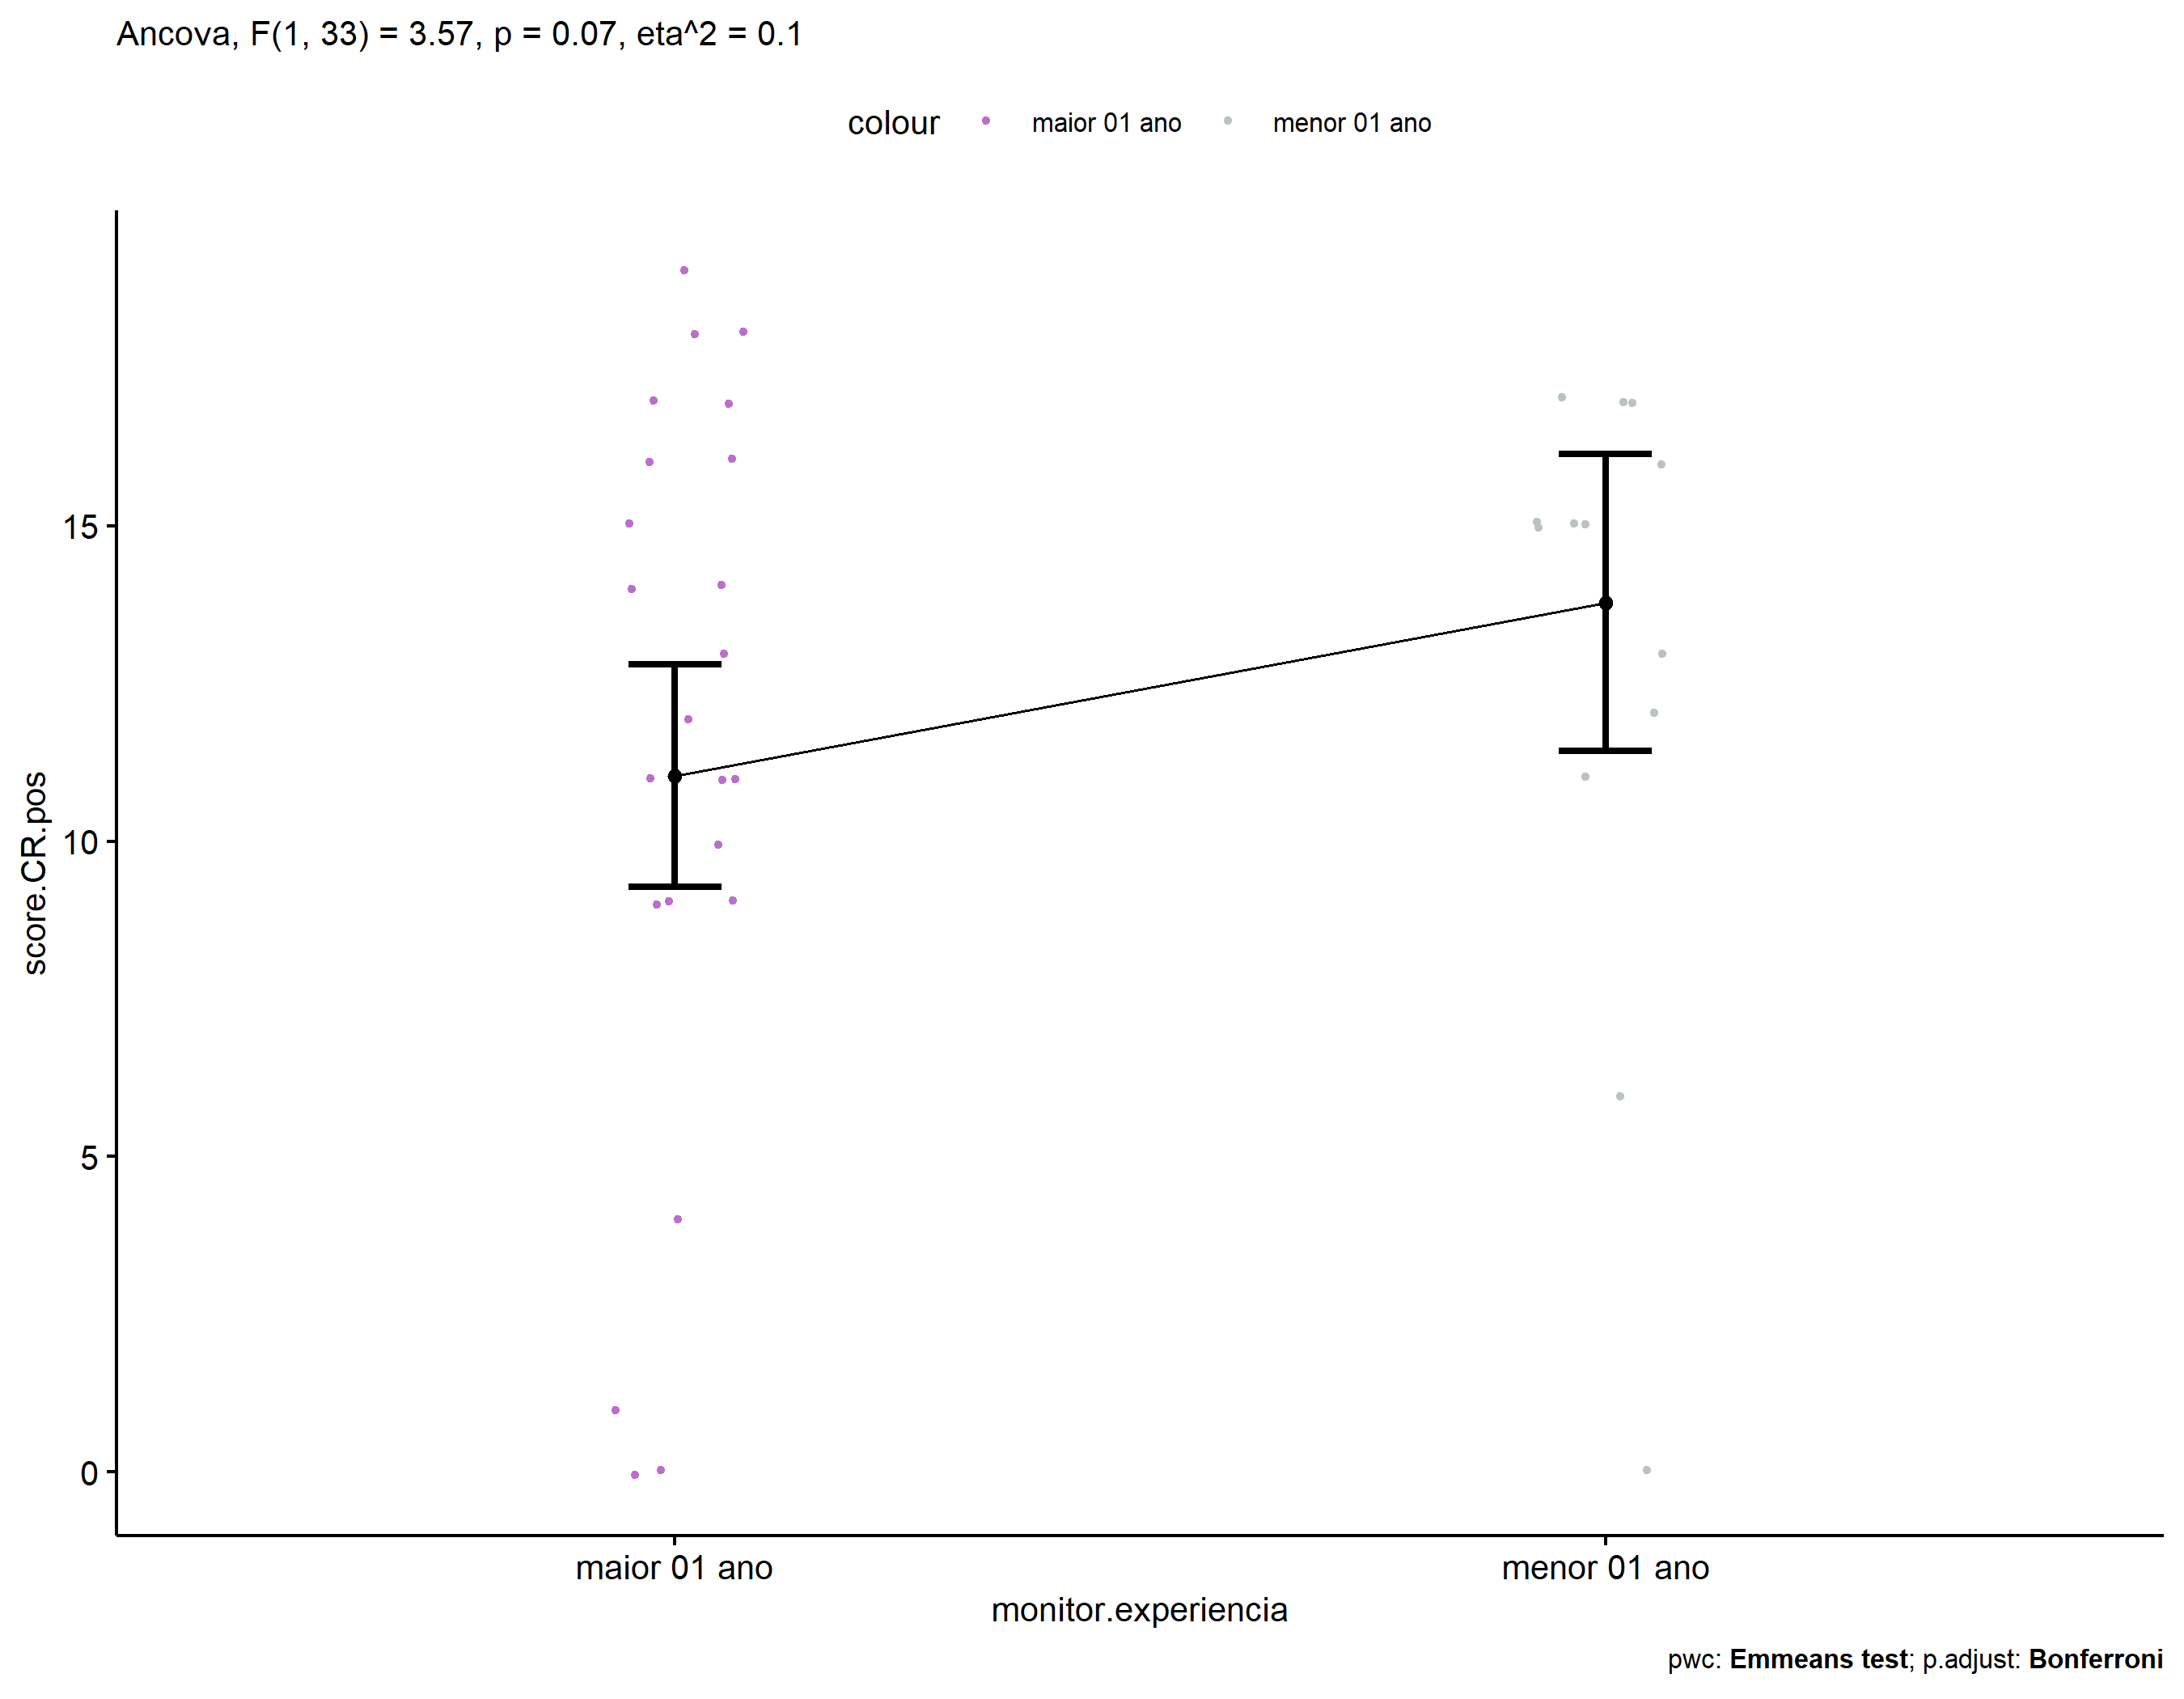 Ancova, F(1, 33) = 3.57, p = 0.07, eta^2 = 0.1
colour maior 01 ano menor 01 ano
score.CR.pos
15
10
5
0
maior 01 ano menor 01 ano
monitor.experiencia
pwc: Emmeans test; p.adjust: Bonferroni